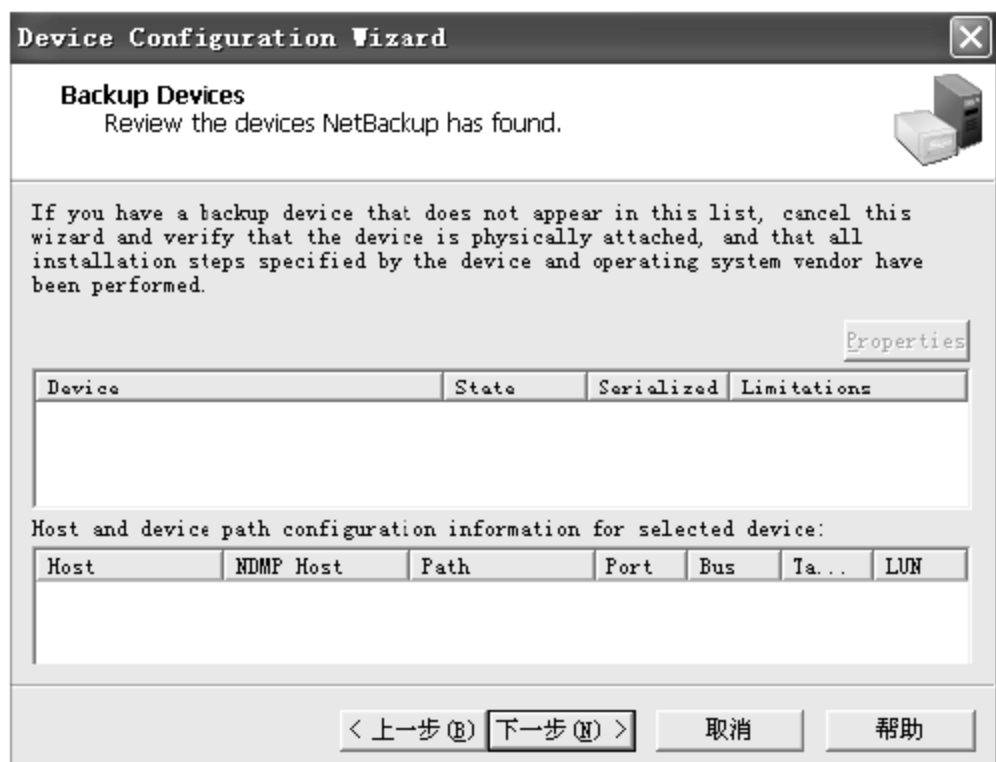 Device Configuration Wizard
Backup Devices
Review the devices NetBackup has found.
If you have a backup device that does not appear in this list, cancel this
wizard and verify that the device is physically attached, and that all
installation steps specified by the device and operating system vendor have
been performed.
Properties
Device State Serialized Limitations
Host and device path configuration information for selected device:
Host NDMP Host Path Port Bus Ta... LUN
< 上一步(B) 下一步(N) > 取消 帮助